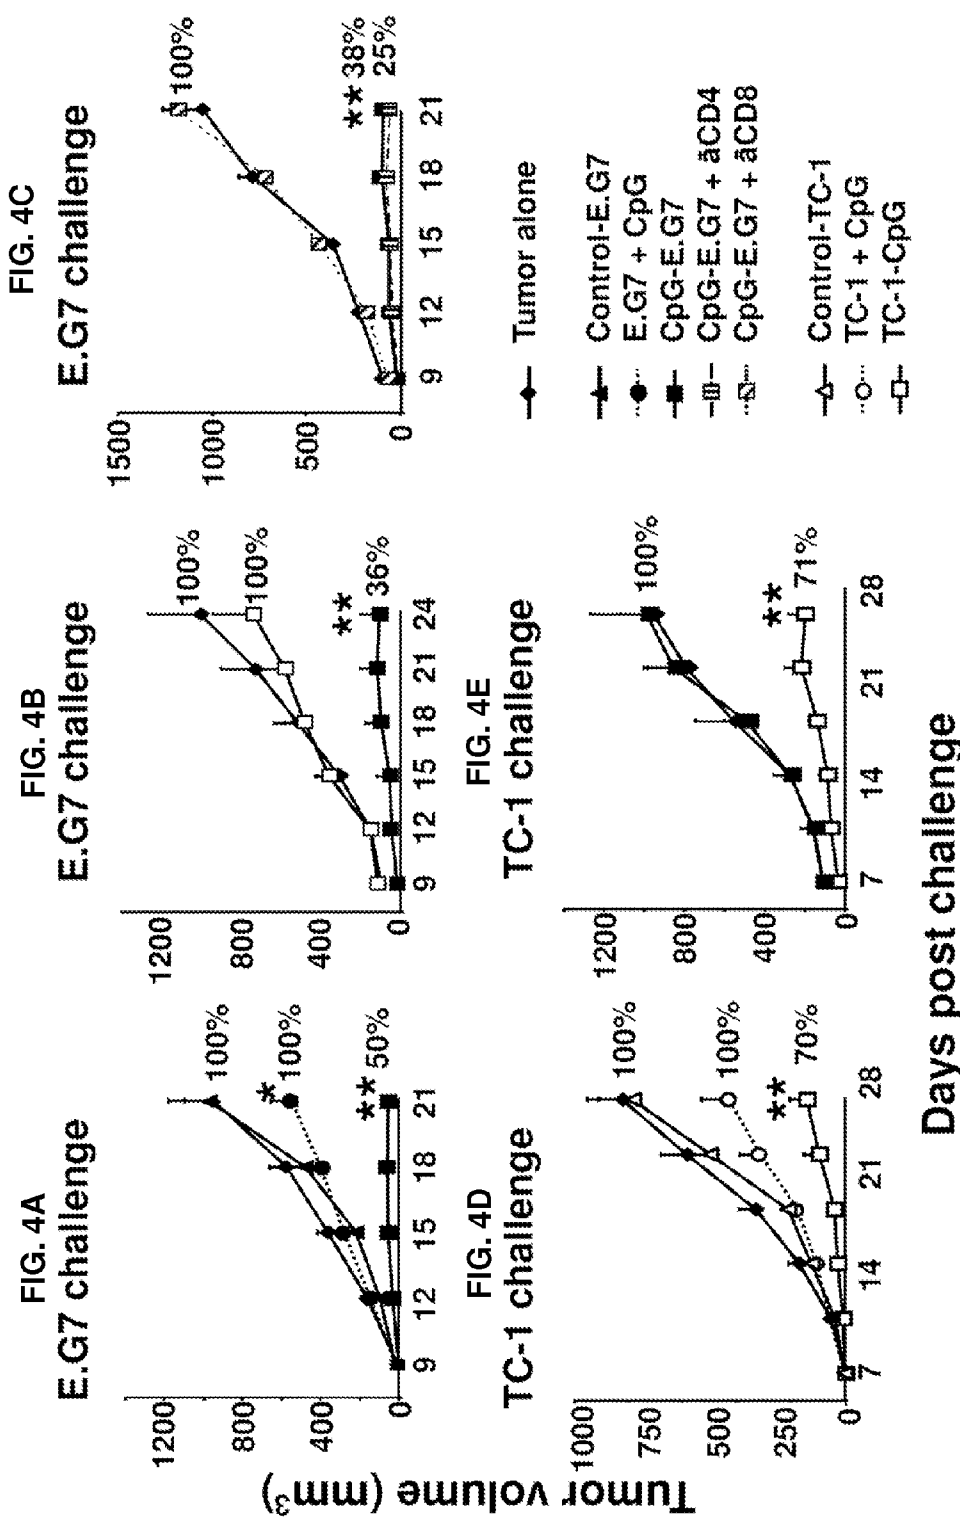 FIG. 4A
E.G7 challenge
1200
800
400
0
9 12 15 18 21
100%
* 100%
** 50%
FIG. 4B
E.G7 challenge
1200
800
400
0
9 12 15 18 21 24
100%
100%
**
36%
FIG. 4C
E.G7 challenge
1500
1000
500
0
9 12 15 18 21
100%
** 38%
25%
FIG. 4D
TC-1 challenge
1000
750
500
250
0
7 14 21 28
100%
100%
**
70%
FIG. 4E
TC-1 challenge
1200
800
400
0
7 14 21 28
100%
**
71%
Tumor alone
Control-E.G7
E.G7 + CpG
CpG-E.G7
CpG-E.G7 + āCD4
CpG-E.G7 + āCD8
Control-TC-1
TC-1 + CpG
TC-1-CpG
Tumor volume (mm³)
Days post challenge